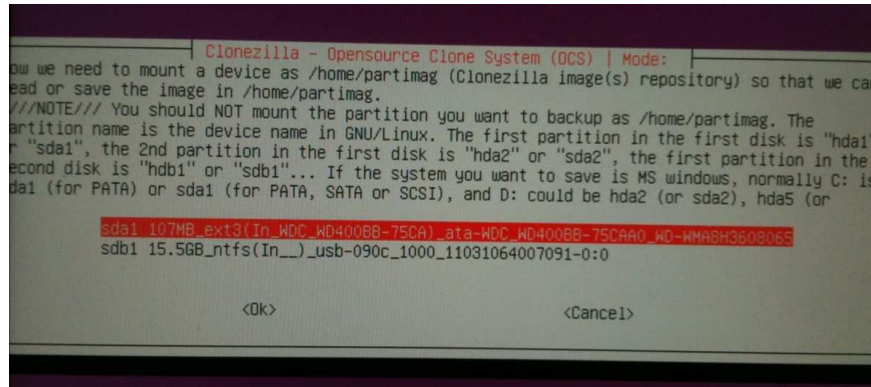 Clonezilla - Opensource Clone System (OCS) | Mode:
ow we need to mount a device as /home/partimag (Clonezilla image(s) repository) so that we ca
ead or save the image in /home/partimag.
///NOTE/// You should NOT mount the partition you want to backup as /home/partimag. The
artition name is the device name in GNU/Linux. The first partition in the first disk is "hda1"
r "sda1", the 2nd partition in the first disk is "hda2" or "sda2", the first partition in the
econd disk is "hdb1" or "sdb1"... If the system you want to save is MS windows, normally C: is
da1 (for PATA) or sda1 (for PATA, SATA or SCSI), and D: could be hda2 (or sda2), hda5 (or
sda1 107MB_ext3(In_WDC_WD400BB-75CA)_ata-WDC_WD400BB-75CAA0_WD-WMA8H3608065
sdb1 15.5GB_ntfs(In__)_usb-090c_1000_11031064007091-0:0
<Ok> <Cancel>